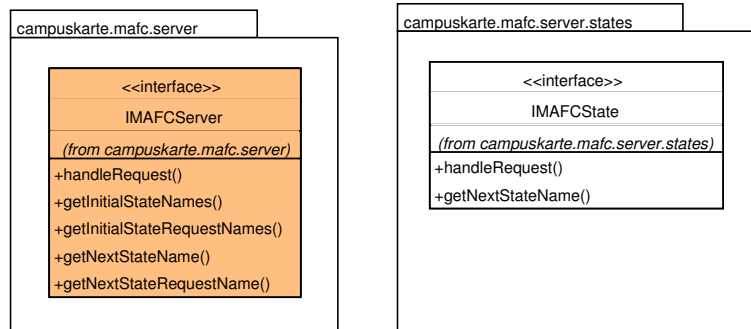 campuskarte.mafc.server
<<interface>>
IMAFCServer
(from campuskarte.mafc.server)
+handleRequest()
+getInitialStateNames()
+getInitialStateRequestNames()
+getNextStateName()
+getNextStateRequestName()
campuskarte.mafc.server.states
<<interface>>
IMAFCState
(from campuskarte.mafc.server.states)
+handleRequest()
+getNextStateName()